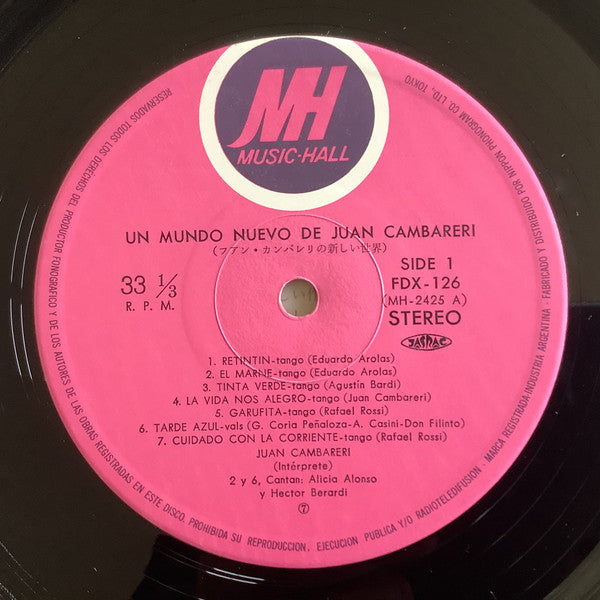 MH
MUSIC-HALL
UN MUNDO NUEVO DE JUAN CAMBARERI
(フアン・カンバレリの新しい世界)
33 1/3
R. P. M.
SIDE 1
FDX-126
(MH-2425 A)
STEREO
JASRAC
1. RETINTIN-tango (Eduardo Arolas)
2. EL MARNE-tango (Eduardo Arolas)
3. TINTA VERDE-tango (Agustin Bardi)
4. LA VIDA NOS ALEGRO-tango (Juan Cambareri)
5. GARUFITA-tango (Rafael Rossi)
6. TARDE AZUL-vals (G. Coria Peñaloza-A. Casini-Don Filinto)
7. CUIDADO CON LA CORRIENTE-tango (Rafael Rossi)
JUAN CAMBARERI
(Intérprete)
2 y 6, Cantan: Alicia Alonso
y Hector Berardi
⑦
RESERVADOS TODOS LOS DERECHOS DEL PRODUCTOR FONOGRAFICO Y DE LOS AUTORES DE LAS OBRAS REGISTRADAS EN ESTE DISCO. PROHIBIDA SU REPRODUCCION, EJECUCION PUBLICA Y/O RADIOTELEDIFUSION - MARCA REGISTRADA-INDUSTRIA ARGENTINA - FABRICADO Y DISTRIBUIDO POR NIPPON PHONOGRAM CO. LTD. TOKYO